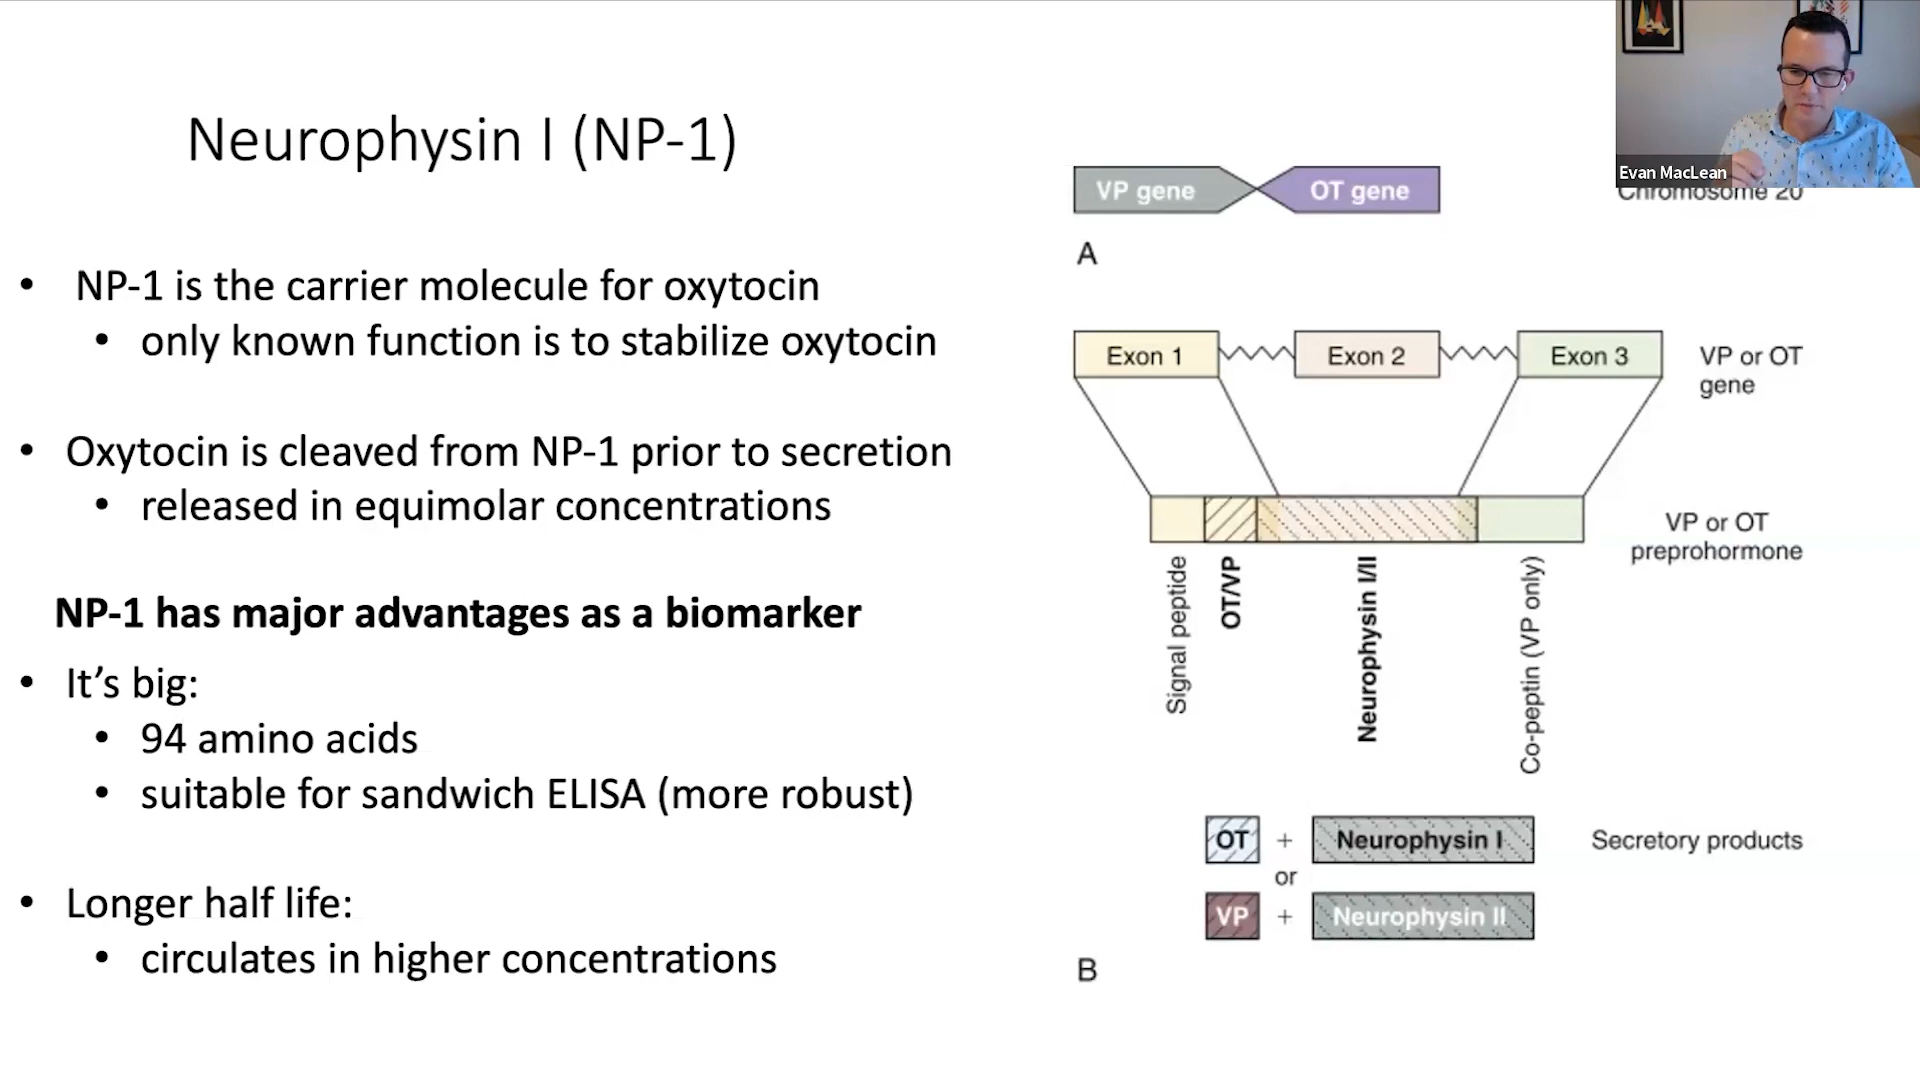 Neurophysin I (NP-1)
• NP-1 is the carrier molecule for oxytocin
• only known function is to stabilize oxytocin
• Oxytocin is cleaved from NP-1 prior to secretion
• released in equimolar concentrations
NP-1 has major advantages as a biomarker
• It's big:
• 94 amino acids
• suitable for sandwich ELISA (more robust)
• Longer half life:
• circulates in higher concentrations
Evan MacLean
VP gene
OT gene
Chromosome 20
A
Exon 1
Exon 2
Exon 3
VP or OT
gene
VP or OT
preprohormone
Signal peptide
OT/VP
Neurophysin I/II
Co-peptin (VP only)
OT + Neurophysin I
Secretory products
or
VP + Neurophysin II
B